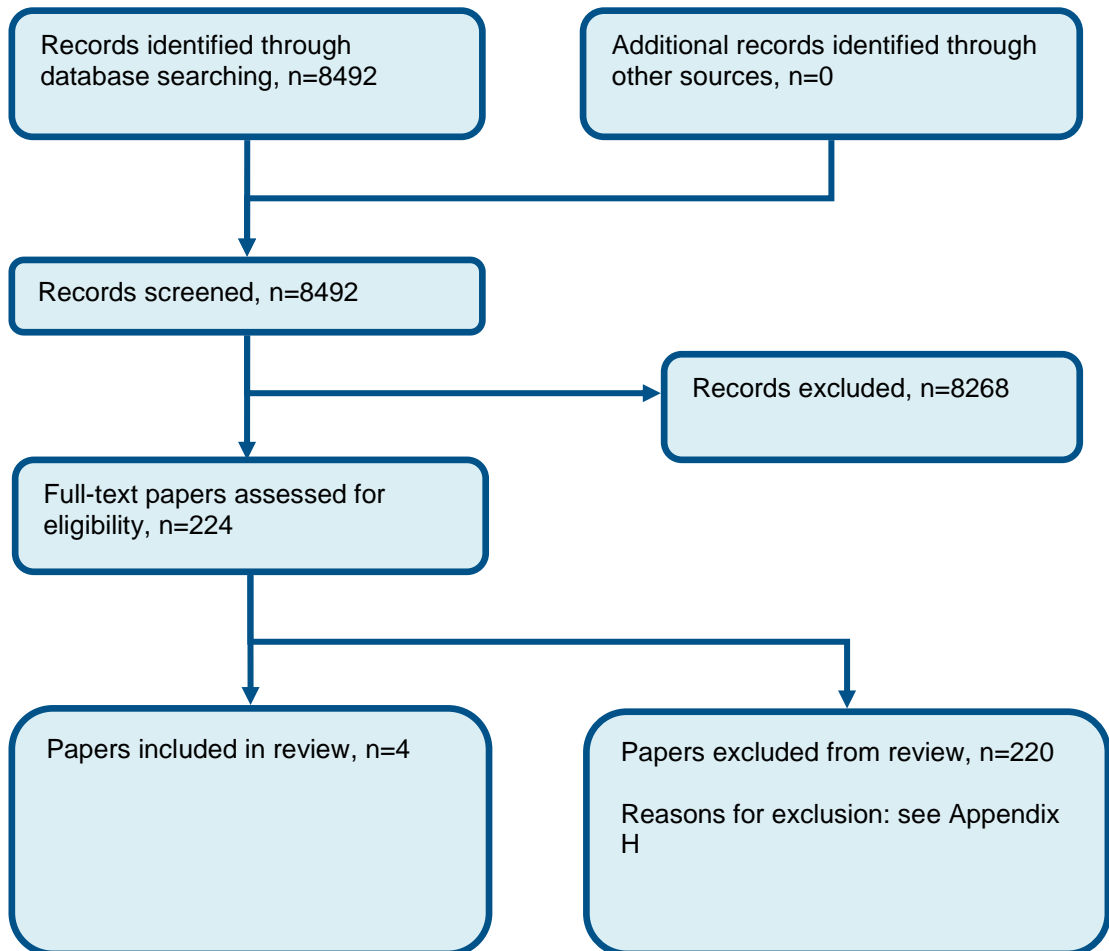 Records identified through
database searching, n=8492
Additional records identified through
other sources, n=0
Records screened, n=8492
Records excluded, n=8268
Full-text papers assessed for
eligibility, n=224
Papers included in review, n=4
Papers excluded from review, n=220
Reasons for exclusion: see Appendix
H